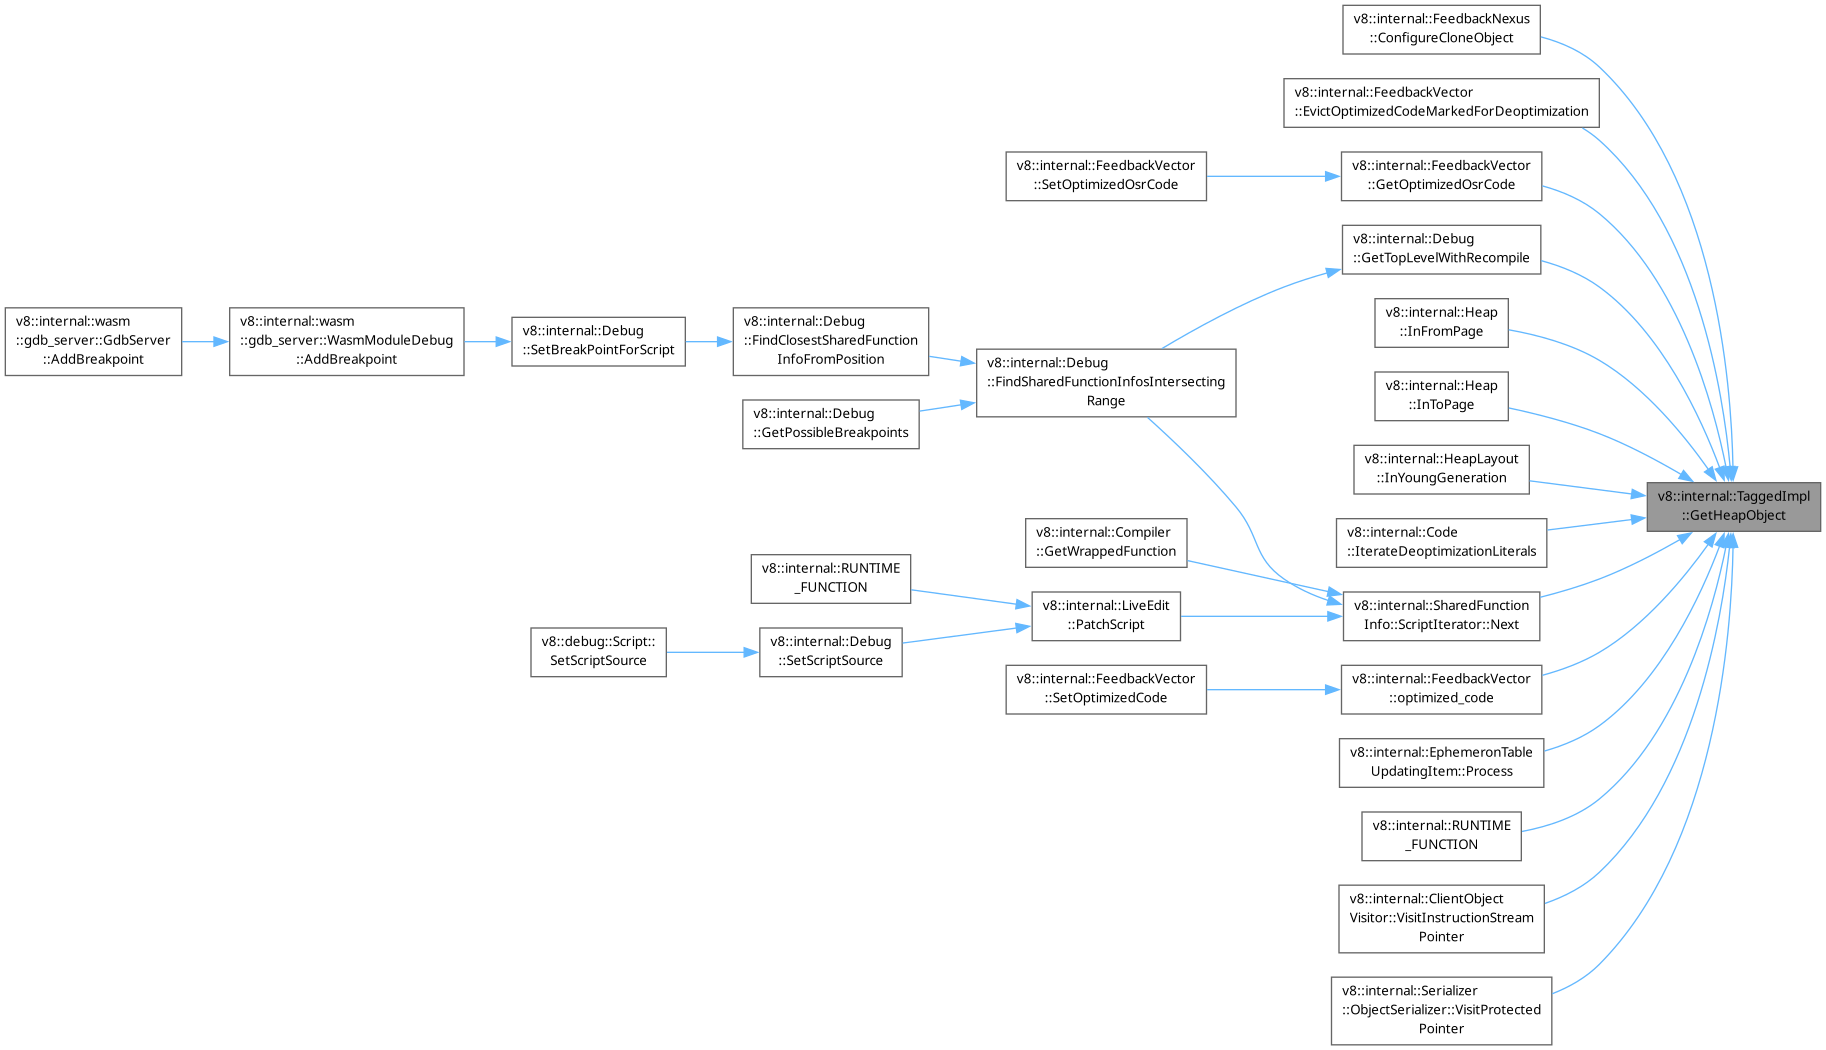 v8::internal::FeedbackNexus
::ConfigureCloneObject
v8::internal::FeedbackVector
::EvictOptimizedCodeMarkedForDeoptimization
v8::internal::FeedbackVector
::SetOptimizedOsrCode
v8::internal::FeedbackVector
::GetOptimizedOsrCode
v8::internal::Debug
::GetTopLevelWithRecompile
v8::internal::wasm
::gdb_server::GdbServer
::AddBreakpoint
v8::internal::wasm
::gdb_server::WasmModuleDebug
::AddBreakpoint
v8::internal::Debug
::SetBreakPointForScript
v8::internal::Debug
::FindClosestSharedFunction
InfoFromPosition
v8::internal::Debug
::GetPossibleBreakpoints
v8::internal::Debug
::FindSharedFunctionInfosIntersecting
Range
v8::internal::Heap
::InFromPage
v8::internal::Heap
::InToPage
v8::internal::HeapLayout
::InYoungGeneration
v8::internal::TaggedImpl
::GetHeapObject
v8::internal::Code
::IterateDeoptimizationLiterals
v8::internal::Compiler
::GetWrappedFunction
v8::internal::RUNTIME
_FUNCTION
v8::internal::LiveEdit
::PatchScript
v8::internal::SharedFunction
Info::ScriptIterator::Next
v8::debug::Script::
SetScriptSource
v8::internal::Debug
::SetScriptSource
v8::internal::FeedbackVector
::SetOptimizedCode
v8::internal::FeedbackVector
::optimized_code
v8::internal::EphemeronTable
UpdatingItem::Process
v8::internal::RUNTIME
_FUNCTION
v8::internal::ClientObject
Visitor::VisitInstructionStream
Pointer
v8::internal::Serializer
::ObjectSerializer::VisitProtected
Pointer